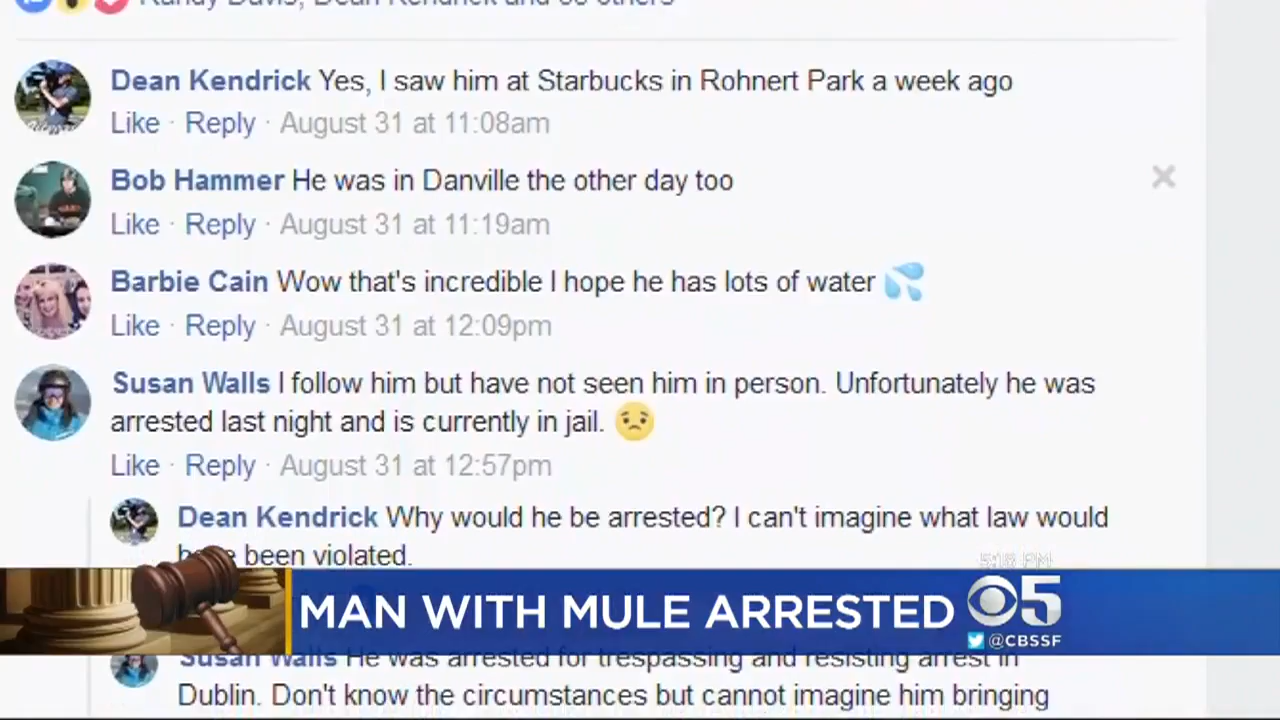 Randy Davis, Dean Kendrick and 66 others
Dean Kendrick Yes, I saw him at Starbucks in Rohnert Park a week ago
Like · Reply · August 31 at 11:08am
Bob Hammer He was in Danville the other day too
Like · Reply · August 31 at 11:19am
Barbie Cain Wow that's incredible I hope he has lots of water 💦
Like · Reply · August 31 at 12:09pm
Susan Walls I follow him but have not seen him in person. Unfortunately he was
arrested last night and is currently in jail. 😟
Like · Reply · August 31 at 12:57pm
Dean Kendrick Why would he be arrested? I can't imagine what law would
have been violated.
5:18 PM
MAN WITH MULE ARRESTED
5
@CBSSF
Susan Walls He was arrested for trespassing and resisting arrest in
Dublin. Don't know the circumstances but cannot imagine him bringing